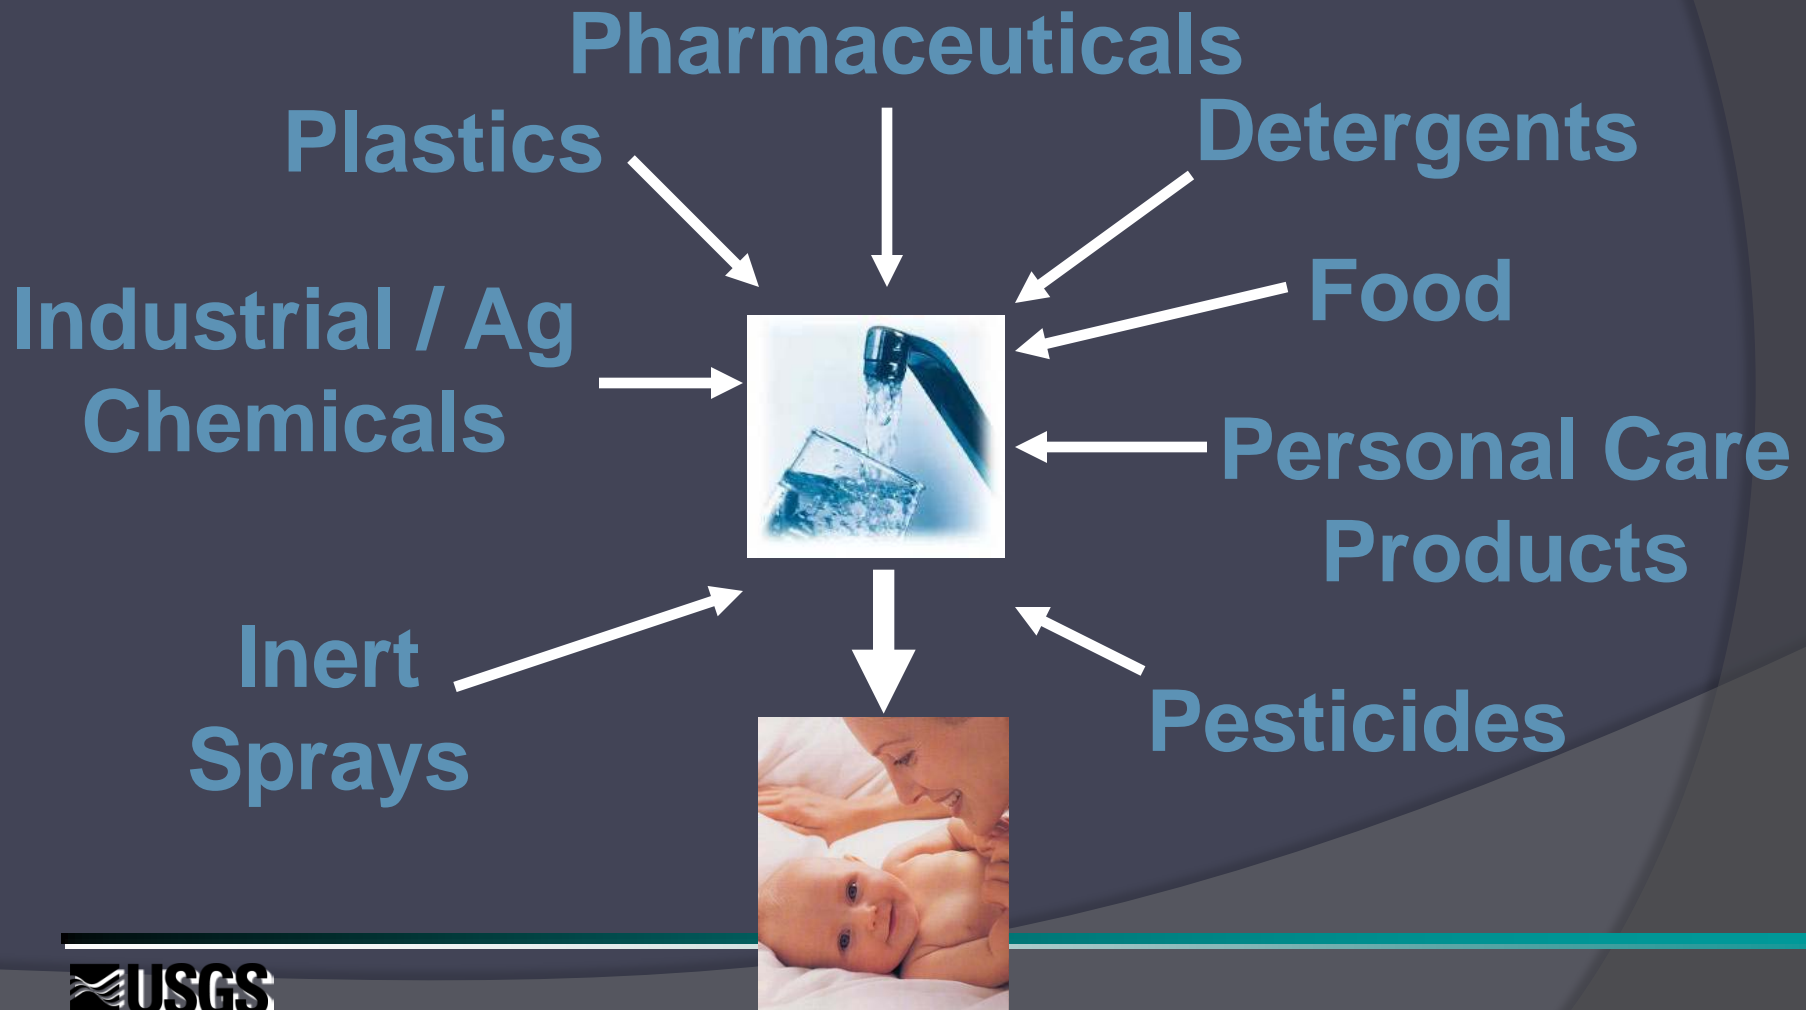 Pharmaceuticals
Plastics
Detergents
Food
Industrial / Ag
Chemicals
Personal Care
Products
Inert
Sprays
Pesticides
USGS